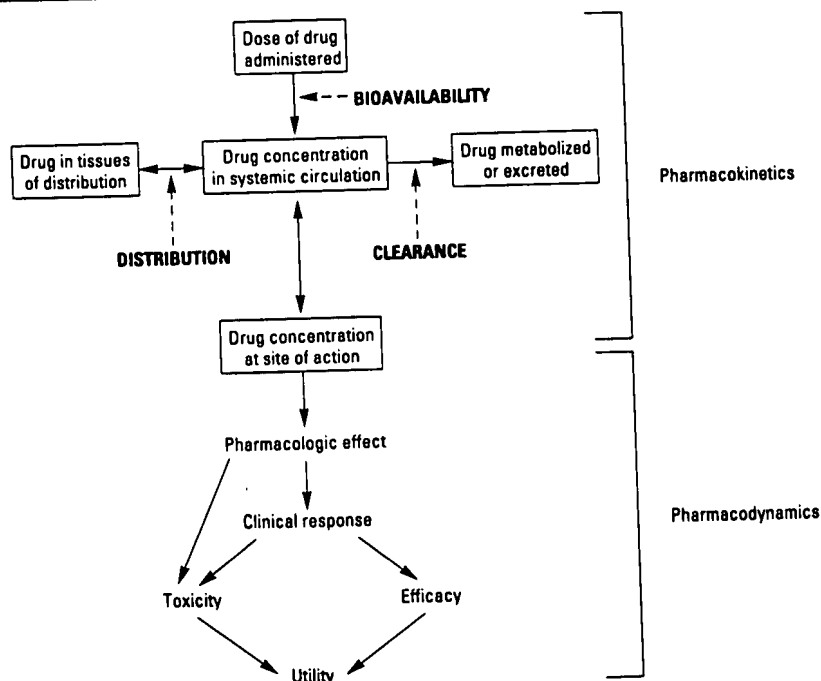 Dose of drug
administered
BIOAVAILABILITY
Drug in tissues
of distribution
Drug concentration
in systemic circulation
Drug metabolized
or excreted
Pharmacokinetics
DISTRIBUTION
CLEARANCE
Drug concentration
at site of action
Pharmacologic effect
Clinical response
Pharmacodynamics
Toxicity
Efficacy
Utility